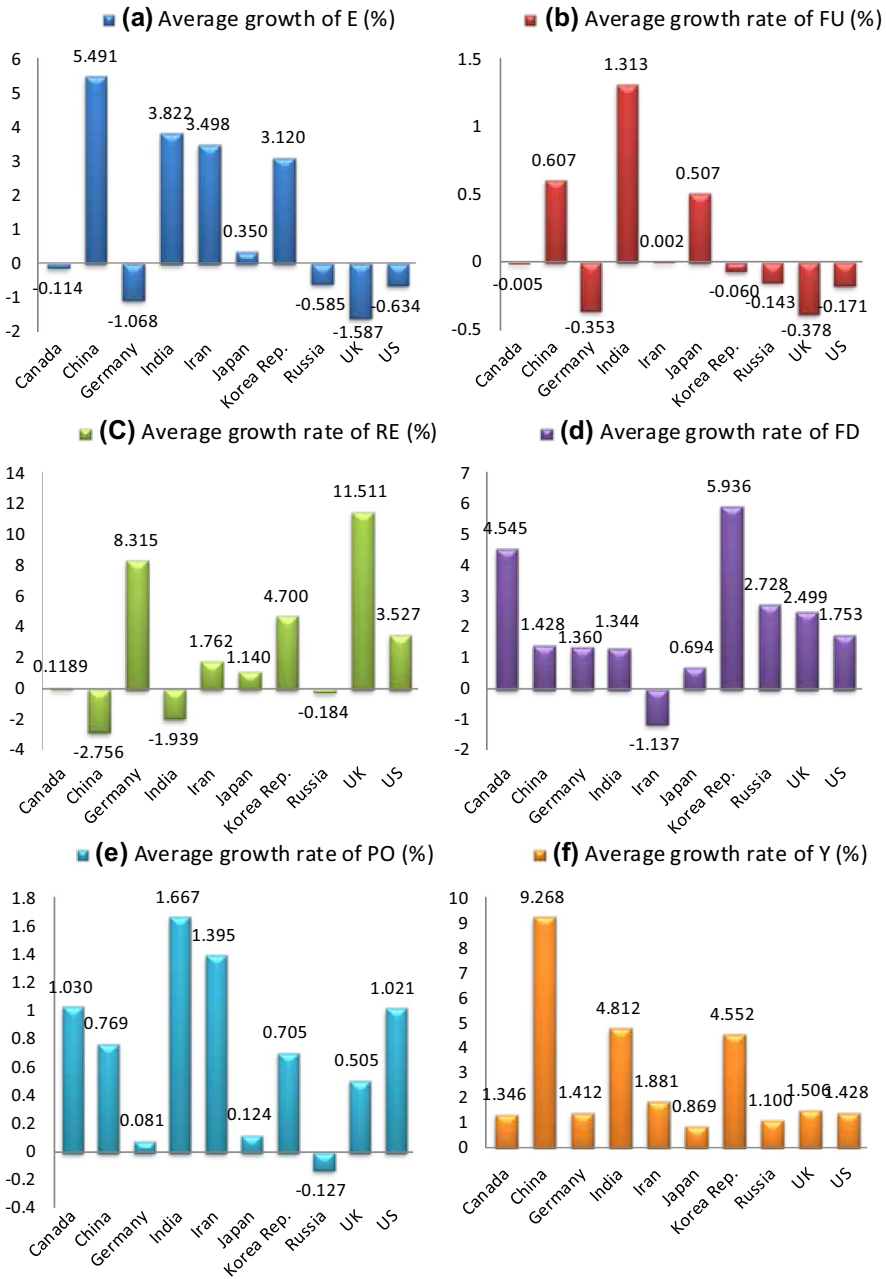 (a) Average growth of E (%)
6
5
4
3
2
1
0
-1
-2
-0.114
5.491
-1.068
3.822
3.498
0.350
3.120
-0.585
-1.587
-0.634
Canada
China
Germany
India
Iran
Japan
Korea Rep.
Russia
UK
US
(b) Average growth rate of FU (%)
1.5
1
0.5
0
-0.5
-0.005
0.607
-0.353
1.313
0.002
0.507
-0.060
-0.143
-0.378
-0.171
Canada
China
Germany
India
Iran
Japan
Korea Rep.
Russia
UK
US
(C) Average growth rate of RE (%)
14
12
10
8
6
4
2
0
-2
-4
0.1189
-2.756
8.315
-1.939
1.762
1.140
4.700
-0.184
11.511
3.527
Canada
China
Germany
India
Iran
Japan
Korea Rep.
Russia
UK
US
(d) Average growth rate of FD
7
6
5
4
3
2
1
0
-1
-2
4.545
1.428
1.360
1.344
-1.137
0.694
5.936
2.728
2.499
1.753
Canada
China
Germany
India
Iran
Japan
Korea Rep.
Russia
UK
US
(e) Average growth rate of PO (%)
1.8
1.6
1.4
1.2
1
0.8
0.6
0.4
0.2
0
-0.2
-0.4
1.030
0.769
0.081
1.667
1.395
0.124
0.705
-0.127
0.505
1.021
Canada
China
Germany
India
Iran
Japan
Korea Rep.
Russia
UK
US
(f) Average growth rate of Y (%)
10
9
8
7
6
5
4
3
2
1
0
1.346
9.268
1.412
4.812
1.881
0.869
4.552
1.100
1.506
1.428
Canada
China
Germany
India
Iran
Japan
Korea Rep.
Russia
UK
US